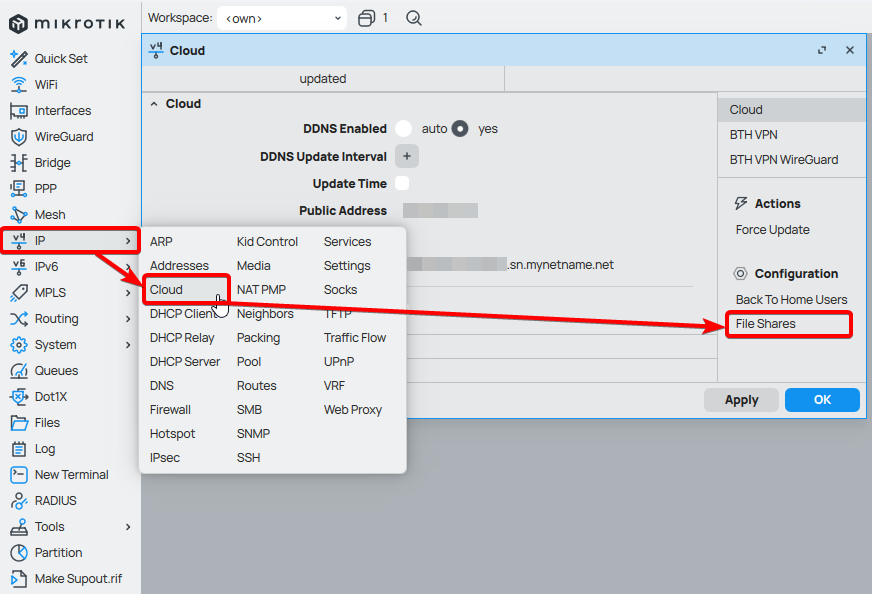 MikroTik
Workspace: <own> 1
Quick Set
WiFi
Interfaces
WireGuard
Bridge
PPP
Mesh
v4 IP
v6 IPv6
MPLS
Routing
System
Queues
Dot1X
Files
Log
New Terminal
RADIUS
Tools
Partition
Make Supout.rif
v4 Cloud
updated
Cloud
DDNS Enabled auto yes
DDNS Update Interval +
Update Time
Public Address
.sn.mynetname.net
ARP
Addresses
Cloud
DHCP Client
DHCP Relay
DHCP Server
DNS
Firewall
Hotspot
IPsec
Kid Control
Media
NAT PMP
Neighbors
Packing
Pool
Routes
SMB
SNMP
SSH
Services
Settings
Socks
TFTP
Traffic Flow
UPnP
VRF
Web Proxy
Cloud
BTH VPN
BTH VPN WireGuard
Actions
Force Update
Configuration
Back To Home Users
File Shares
Apply OK